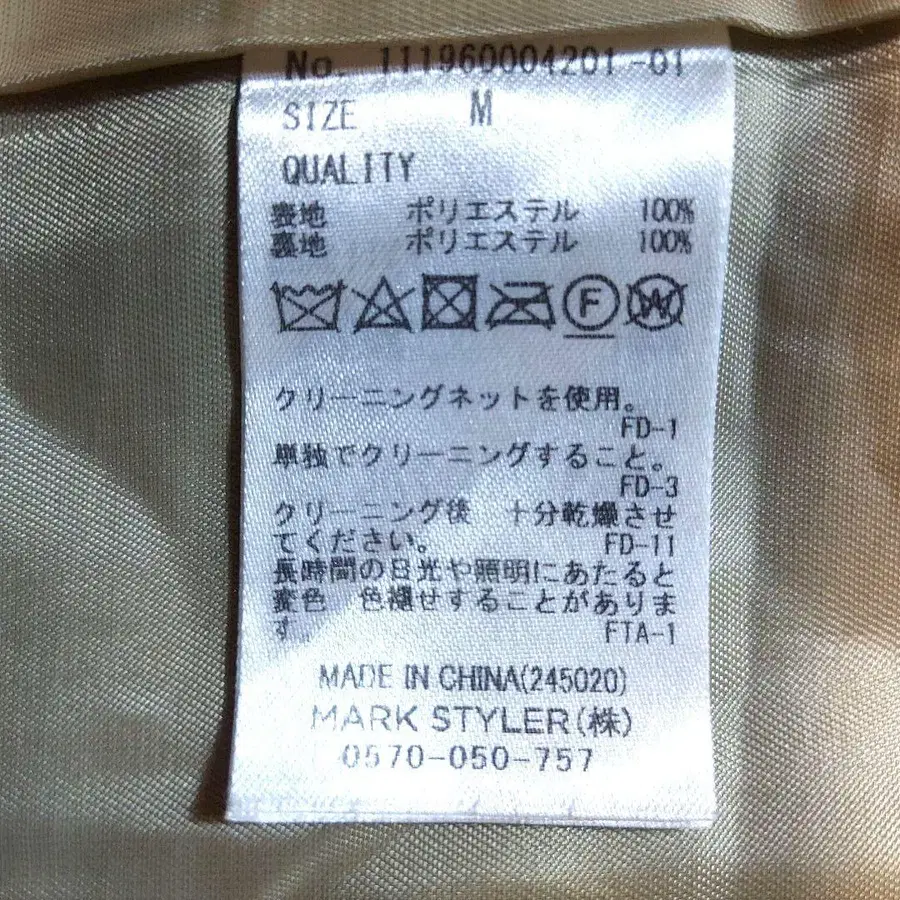 No. 111960004201-01
SIZE M
QUALITY
表地 ポリエステル 100%
裏地 ポリエステル 100%
F W
クリーニングネットを使用。
FD-1
単独でクリーニングすること。
FD-3
クリーニング後 十分乾燥させ
てください。 FD-11
長時間の日光や照明にあたると
変色 色褪せすることがありま
す。 FTA-1
MADE IN CHINA(245020)
MARK STYLER(株)
0570-050-757